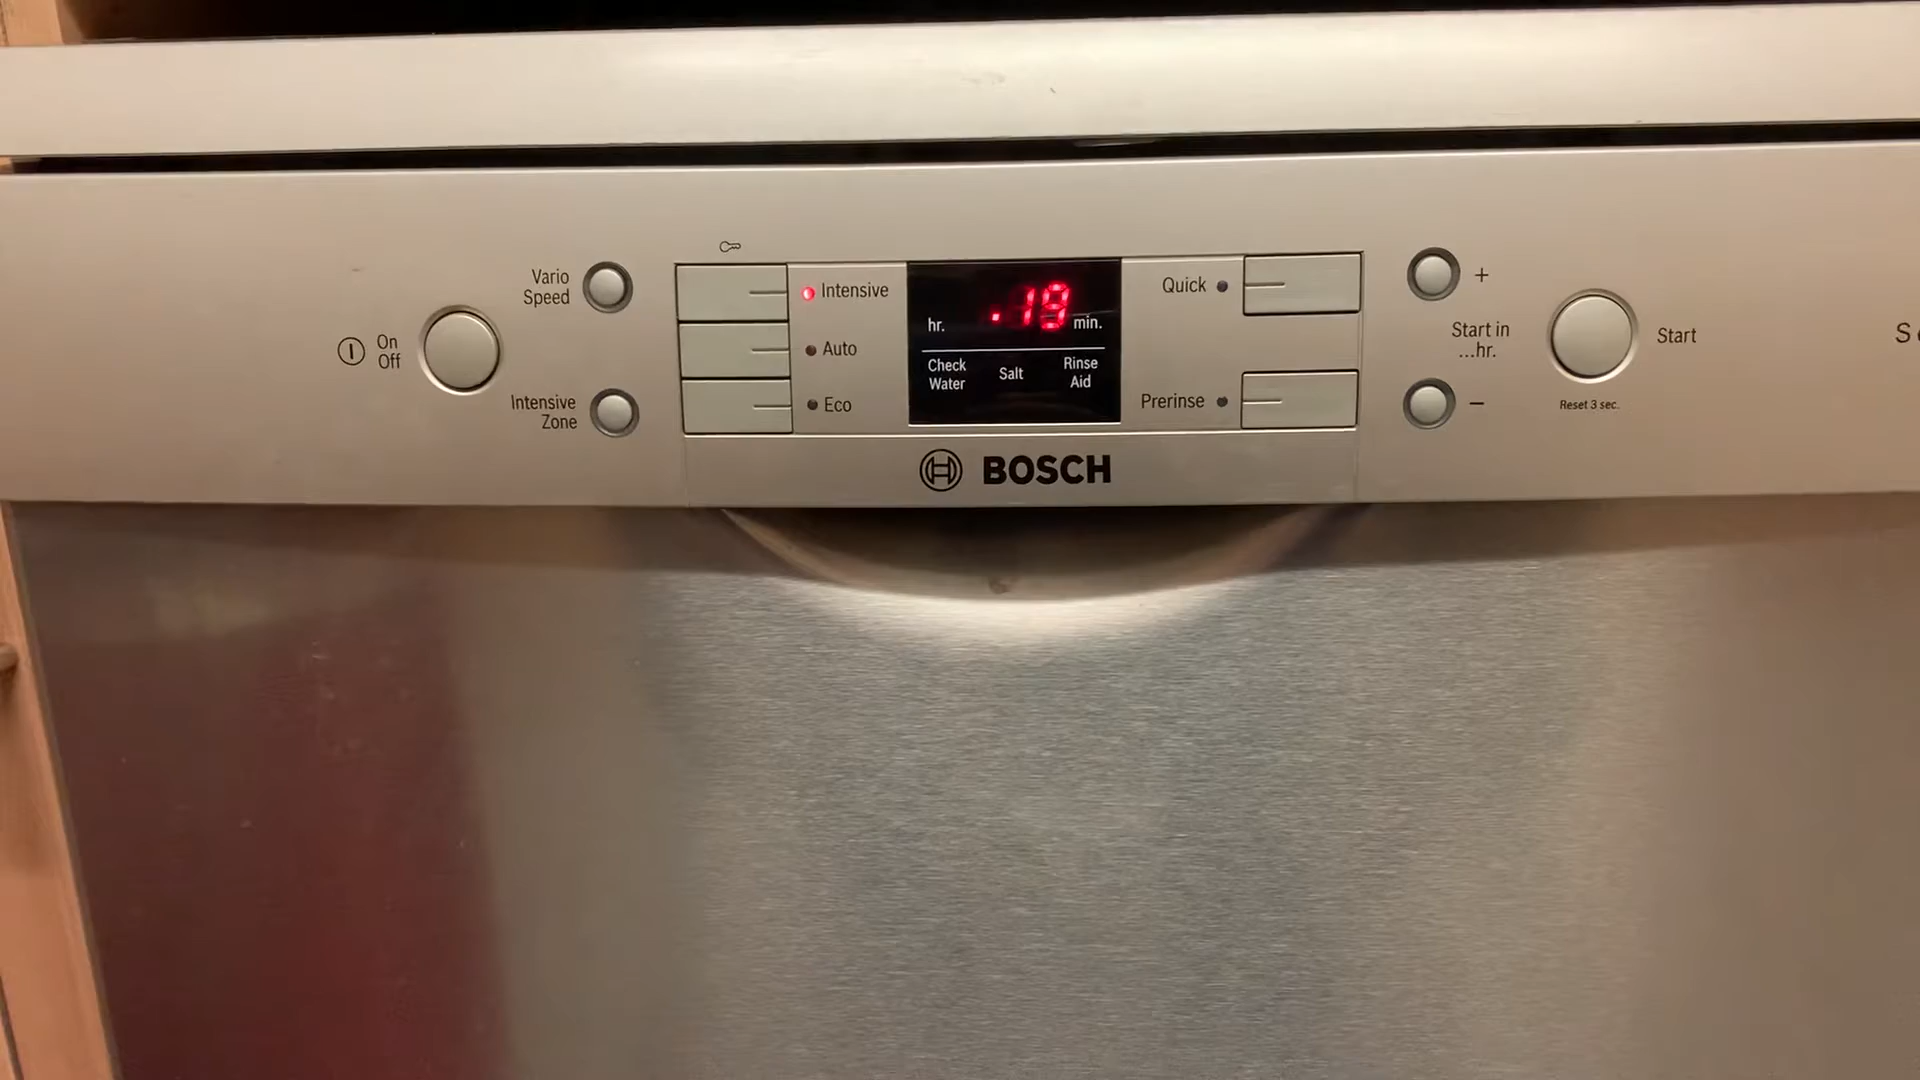 On
Off
Vario
Speed
Intensive
Zone
Intensive
Auto
Eco
.19
hr.
min.
Check
Water
Salt
Rinse
Aid
Quick
Prerinse
BOSCH
+
Start in
...hr.
−
Start
Reset 3 sec.